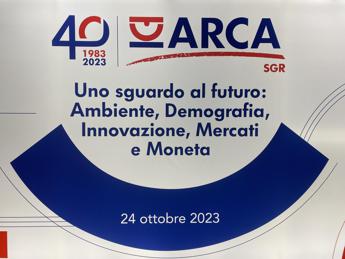 40
1983
2023
ARCA
SGR
Uno sguardo al futuro:
Ambiente, Demografia,
Innovazione, Mercati
e Moneta
24 ottobre 2023